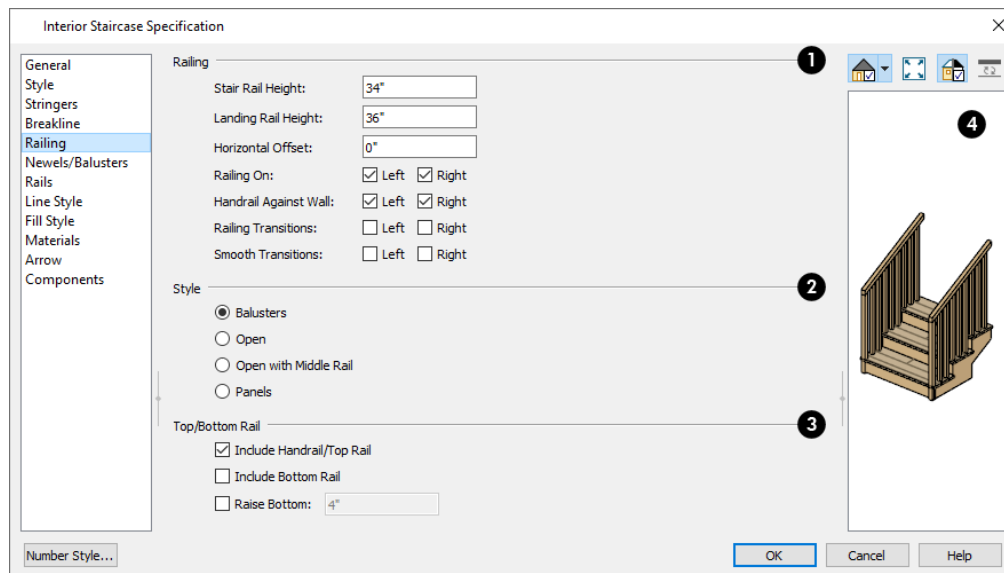 Interior Staircase Specification
General
Style
Stringers
Breakline
Railing
Newels/Balusters
Rails
Line Style
Fill Style
Materials
Arrow
Components
Railing
1
Stair Rail Height: 34"
Landing Rail Height: 36"
Horizontal Offset: 0"
Railing On: Left Right
Handrail Against Wall: Left Right
Railing Transitions: Left Right
Smooth Transitions: Left Right
Style
2
Balusters
Open
Open with Middle Rail
Panels
Top/Bottom Rail
3
Include Handrail/Top Rail
Include Bottom Rail
Raise Bottom: 4"
4
Number Style...
OK
Cancel
Help